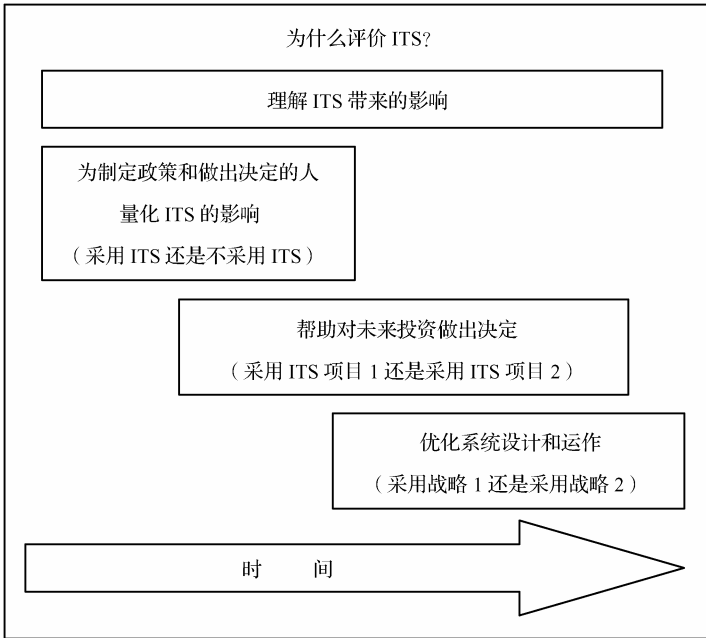 为什么评价 ITS?
理解 ITS 带来的影响
为制定政策和做出决定的人
量化 ITS 的影响
（采用 ITS 还是不采用 ITS）
帮助对未来投资做出决定
（采用 ITS 项目 1 还是采用 ITS 项目 2）
优化系统设计和运作
（采用战略 1 还是采用战略 2）
时 间